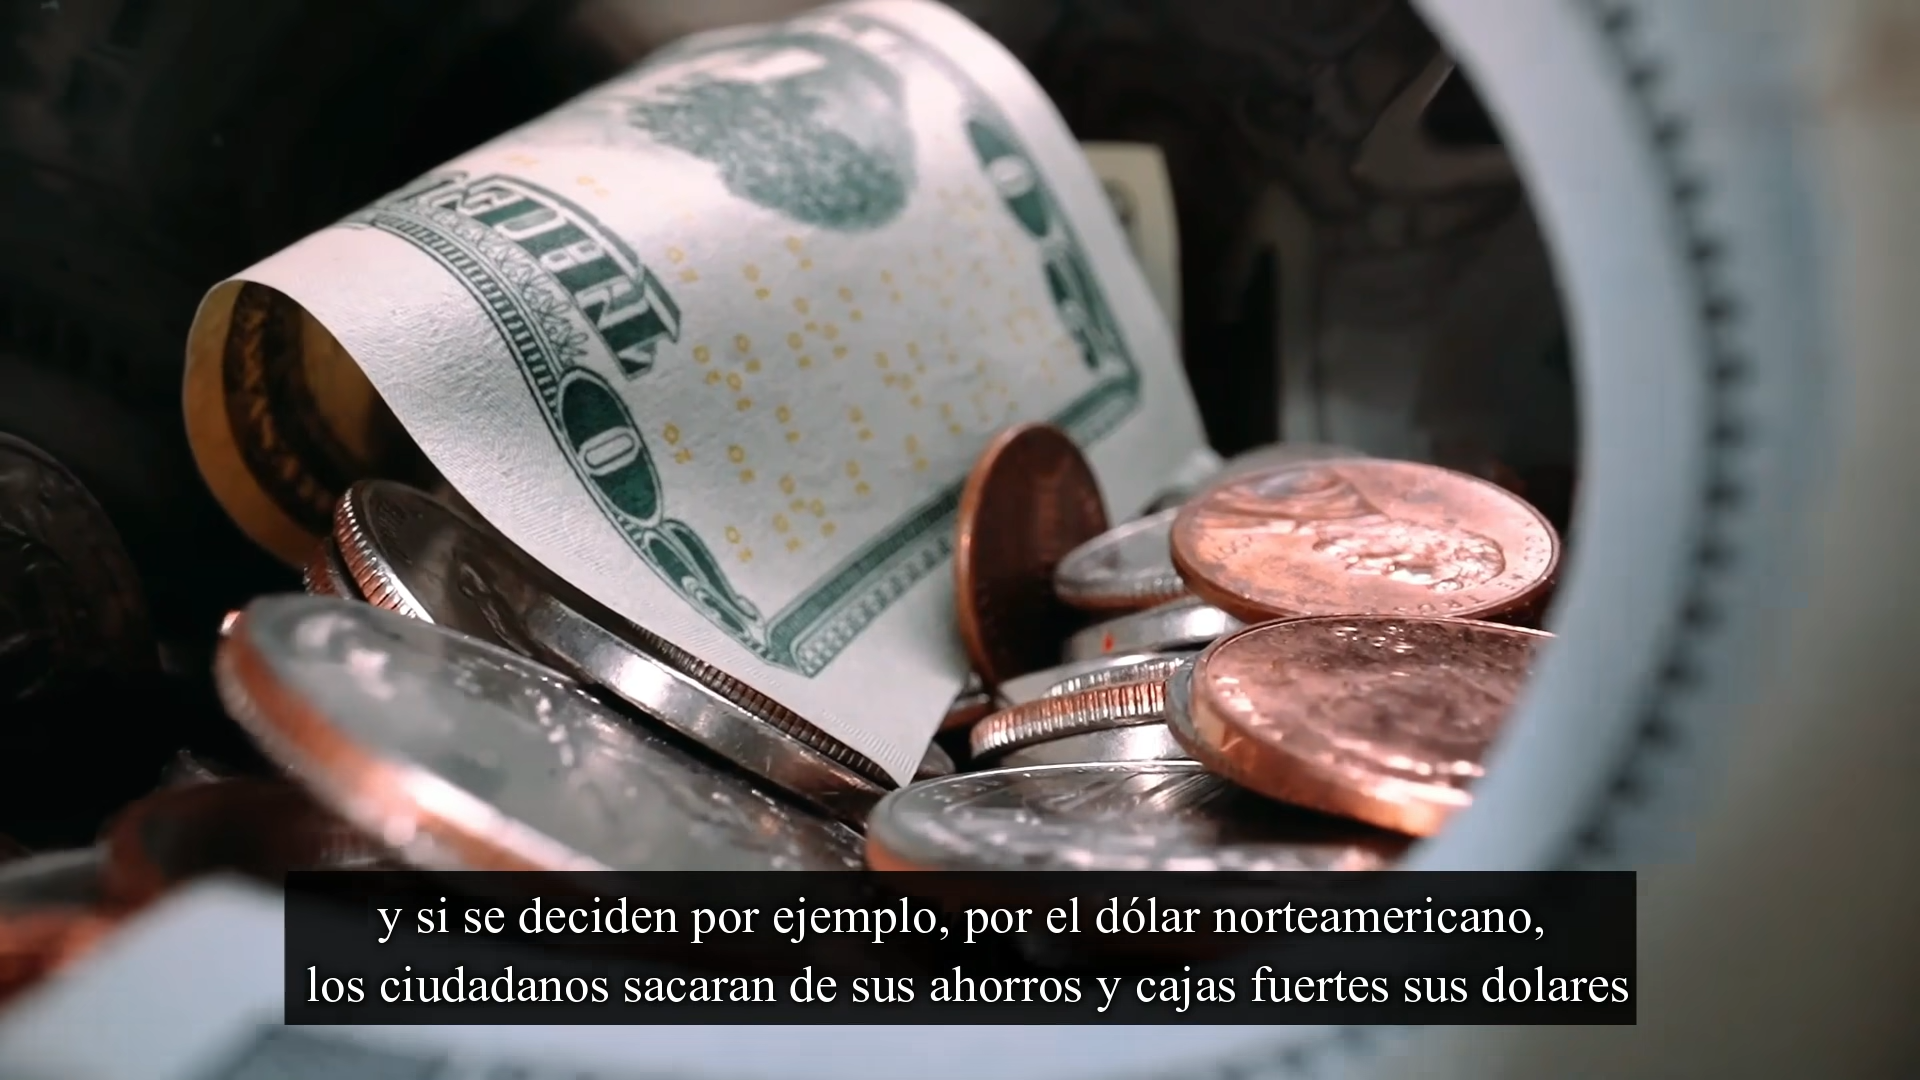 y si se deciden por ejemplo, por el dólar norteamericano,
los ciudadanos sacaran de sus ahorros y cajas fuertes sus dolares